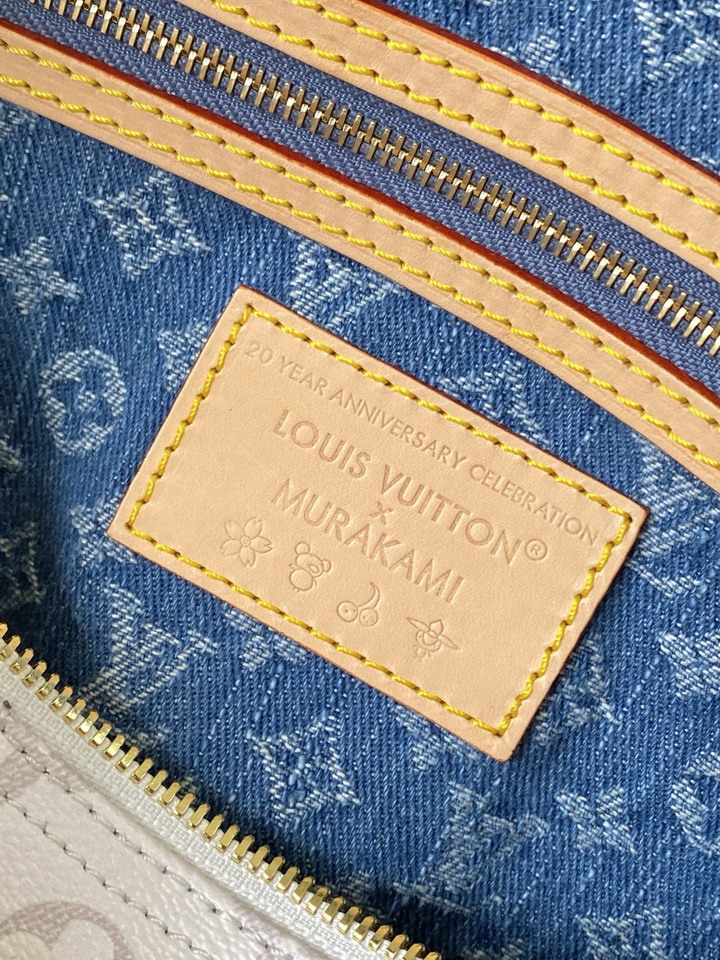 20 YEAR ANNIVERSARY CELEBRATION
LOUIS VUITTON®
x
MURAKAMI